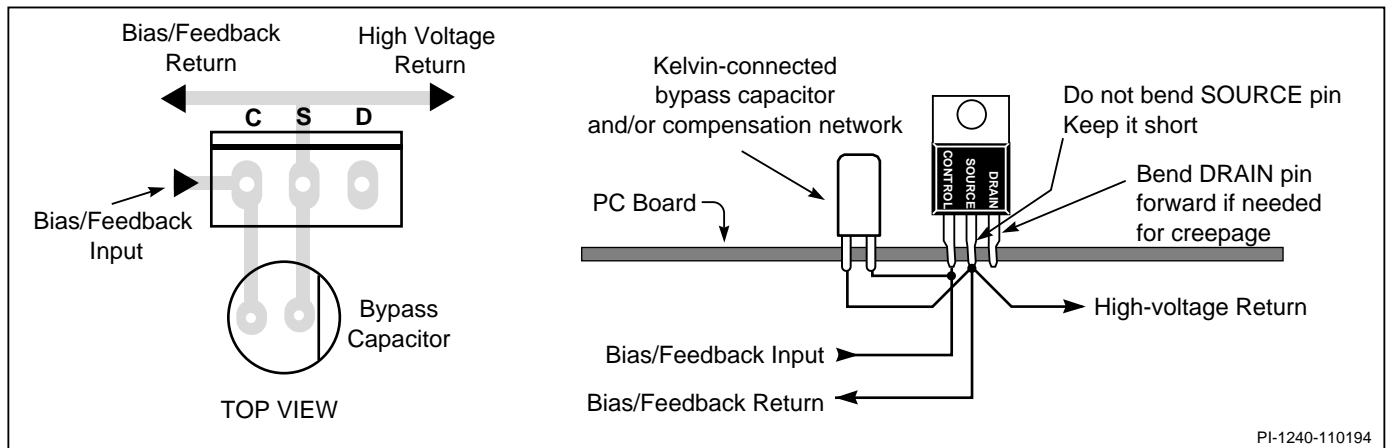 Bias/Feedback
Return
High Voltage
Return
C S D
Bias/Feedback
Input
Bypass
Capacitor
TOP VIEW
Kelvin-connected
bypass capacitor
and/or compensation network
PC Board
CONTROL
SOURCE
DRAIN
Do not bend SOURCE pin
Keep it short
Bend DRAIN pin
forward if needed
for creepage
High-voltage Return
Bias/Feedback Input
Bias/Feedback Return
PI-1240-110194